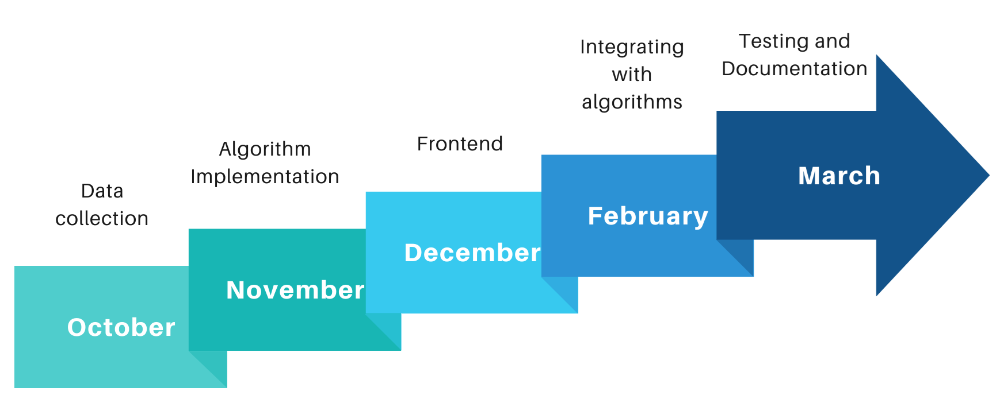 Data
collection
October
Algorithm
Implementation
November
Frontend
December
Integrating
with
algorithms
February
Testing and
Documentation
March